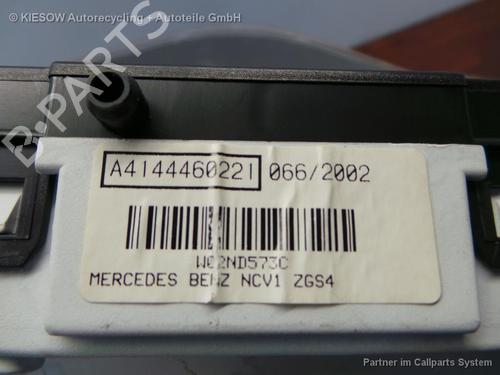 KIESOW Autorecycling + Autoteile GmbH
B-PARTS
A4144460221 066/2002
W02ND573C
MERCEDES BENZ NCV1 ZGS4
Partner im Callparts System